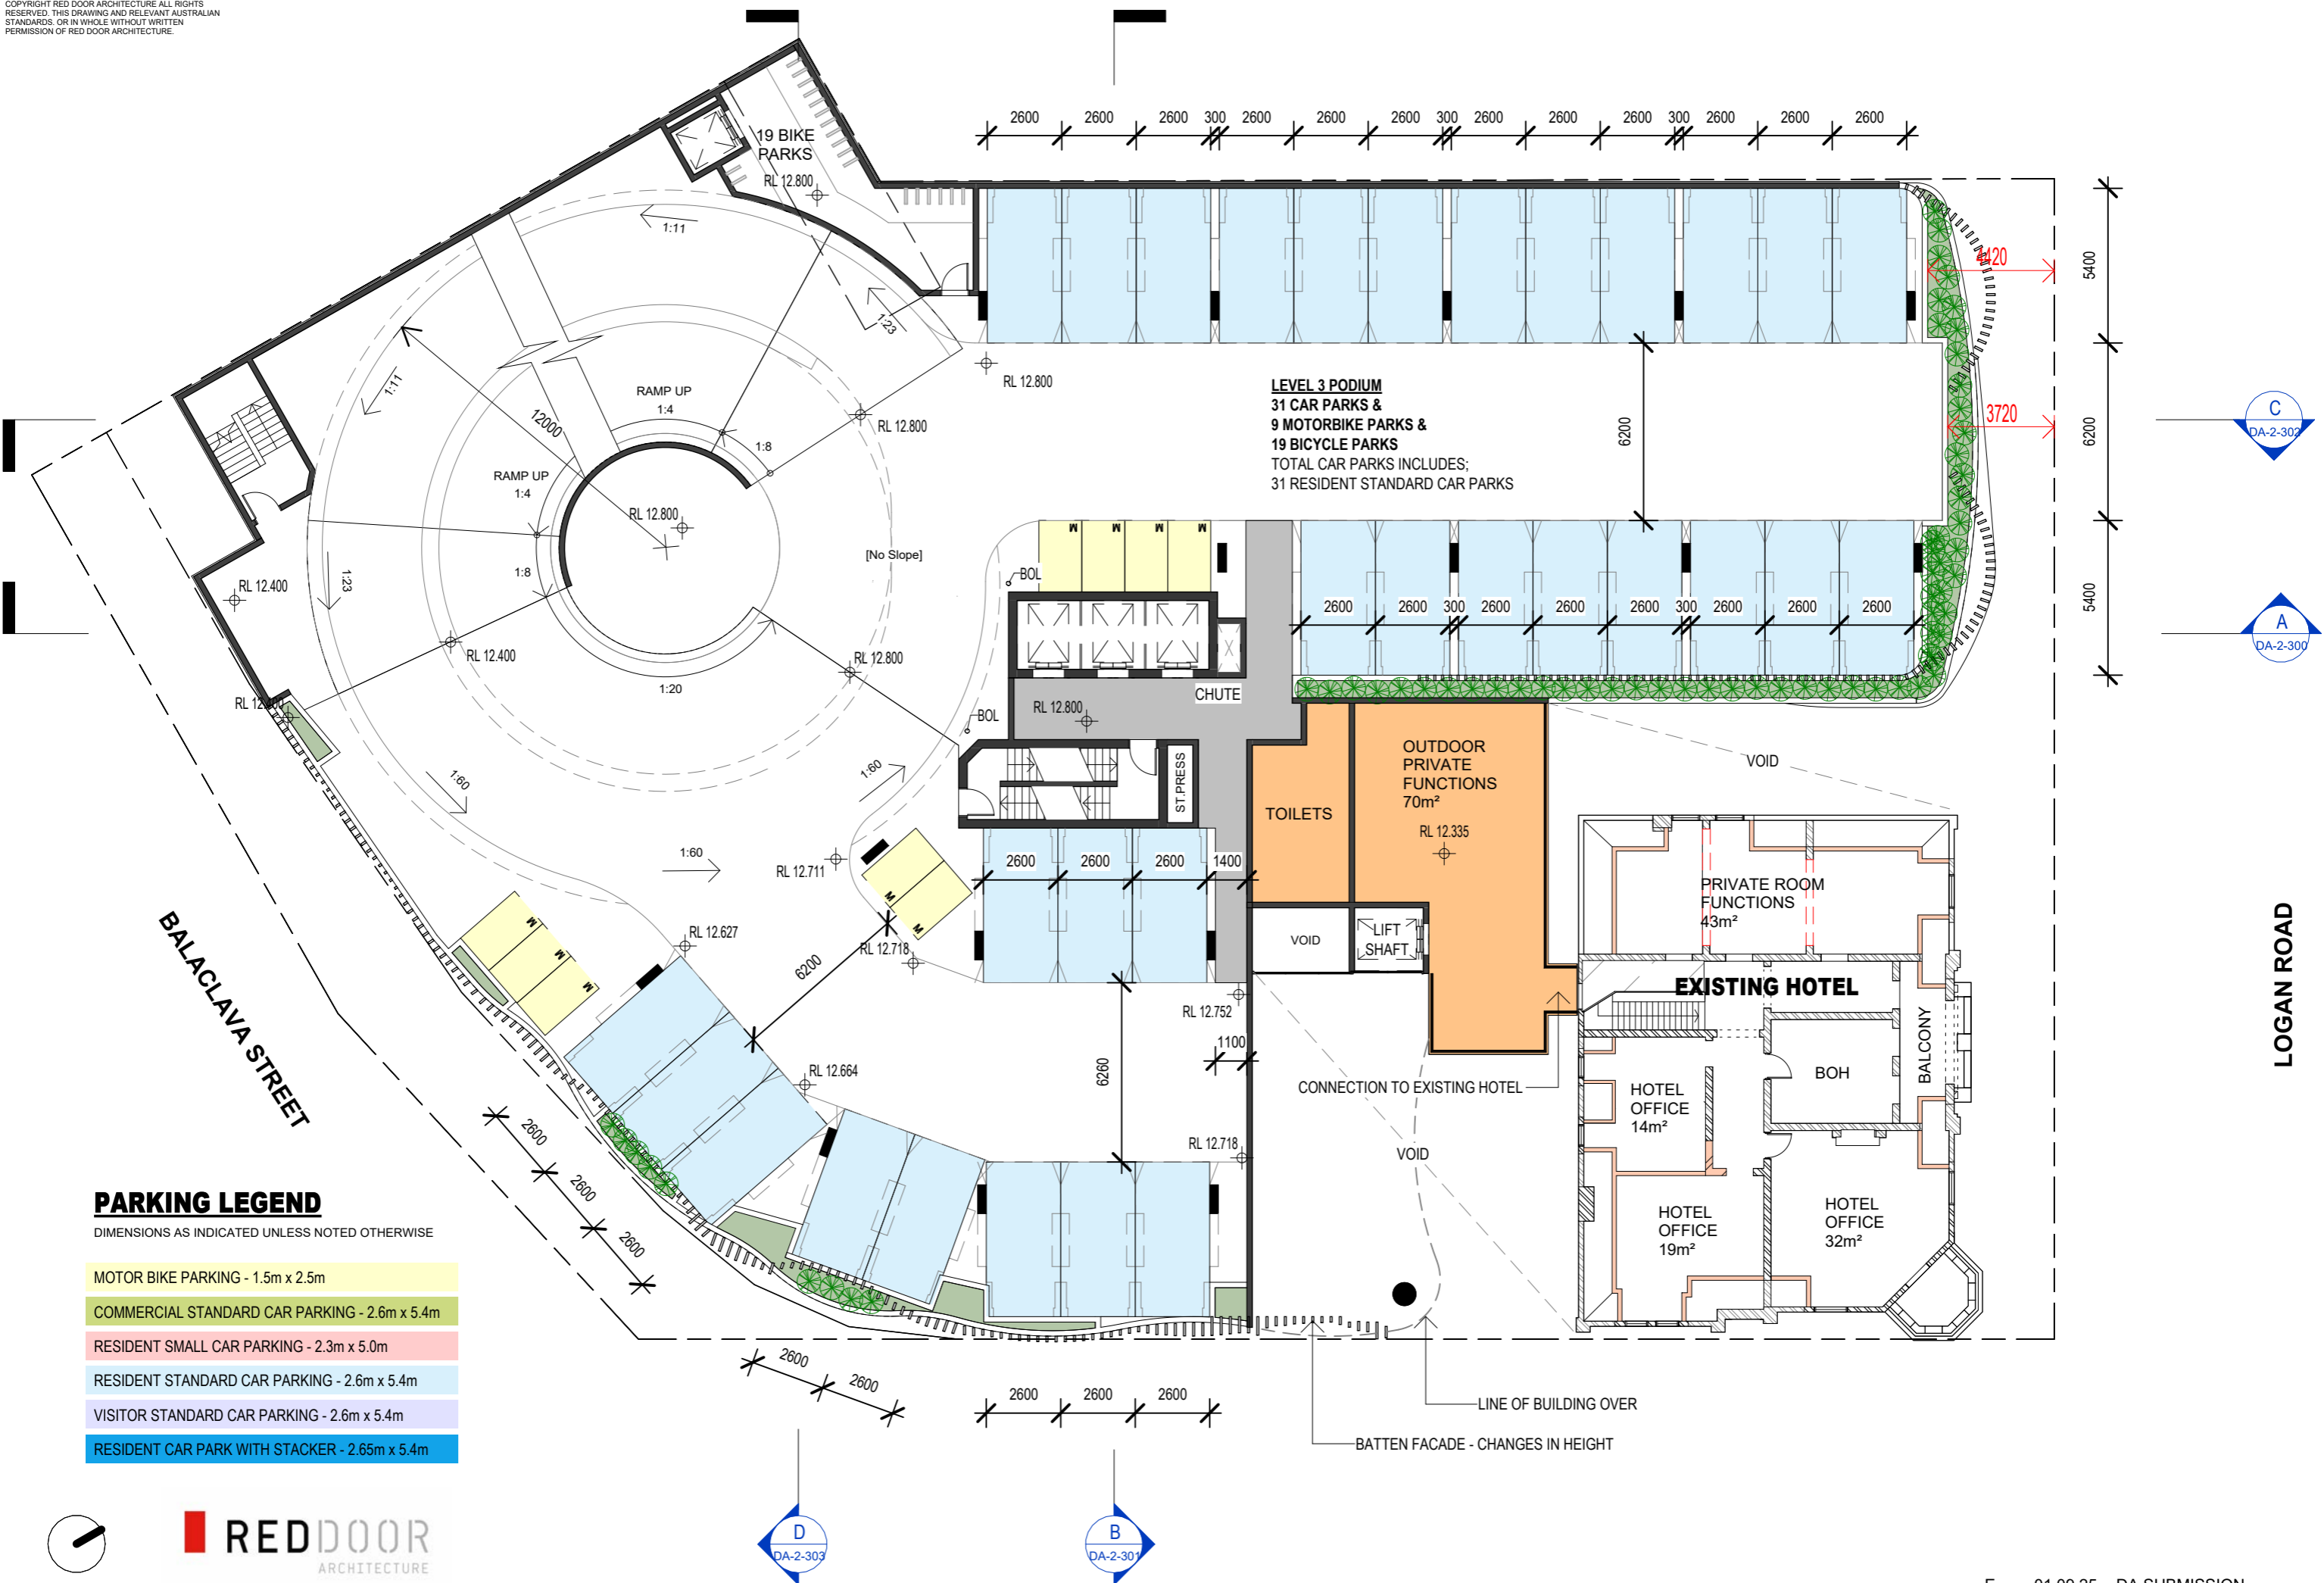 COPYRIGHT RED DOOR ARCHITECTURE ALL RIGHTS
RESERVED. THIS DRAWING AND RELEVANT AUSTRALIAN
STANDARDS. OR IN WHOLE WITHOUT WRITTEN
PERMISSION OF RED DOOR ARCHITECTURE.
2600 2600 2600 300 2600 2600 2600 300 2600 2600 2600 300 2600 2600 2600
19 BIKE
PARKS
RL 12.800
1:11
1:23
4420
5400
RL 12.800
1:11
12000
RAMP UP
1:4
1:8
RL 12.800
LEVEL 3 PODIUM
31 CAR PARKS &
9 MOTORBIKE PARKS &
19 BICYCLE PARKS
TOTAL CAR PARKS INCLUDES;
31 RESIDENT STANDARD CAR PARKS
6200
3720
6200
C
DA-2-302
RAMP UP
1:4
RL 12.800
[No Slope]
M M M M
BOL
1:8
1:23
RL 12.400
RL 12.400
2600 2600 300 2600 2600 2600 300 2600 2600 2600
5400
A
DA-2-300
RL 12.800
1:20
RL 12.400
CHUTE
RL 12.800
BOL
1:60
1:60
ST.PRESS
OUTDOOR
PRIVATE
FUNCTIONS
70m²
RL 12.335
TOILETS
VOID
1:60
RL 12.711
2600 2600 2600 1400
M
M
PRIVATE ROOM
FUNCTIONS
43m²
BALACLAVA STREET
LOGAN ROAD
M
M
M
RL 12.627
6200
RL 12.718
VOID
LIFT
SHAFT
EXISTING HOTEL
RL 12.752
1100
6260
RL 12.664
CONNECTION TO EXISTING HOTEL
HOTEL
OFFICE
14m²
BOH
BALCONY
RL 12.718
VOID
2600
2600
2600
HOTEL
OFFICE
19m²
HOTEL
OFFICE
32m²
PARKING LEGEND
DIMENSIONS AS INDICATED UNLESS NOTED OTHERWISE
MOTOR BIKE PARKING - 1.5m x 2.5m
COMMERCIAL STANDARD CAR PARKING - 2.6m x 5.4m
RESIDENT SMALL CAR PARKING - 2.3m x 5.0m
RESIDENT STANDARD CAR PARKING - 2.6m x 5.4m
VISITOR STANDARD CAR PARKING - 2.6m x 5.4m
RESIDENT CAR PARK WITH STACKER - 2.65m x 5.4m
2600
2600
2600 2600 2600
LINE OF BUILDING OVER
BATTEN FACADE - CHANGES IN HEIGHT
REDDOOR
ARCHITECTURE
D
DA-2-303
B
DA-2-301